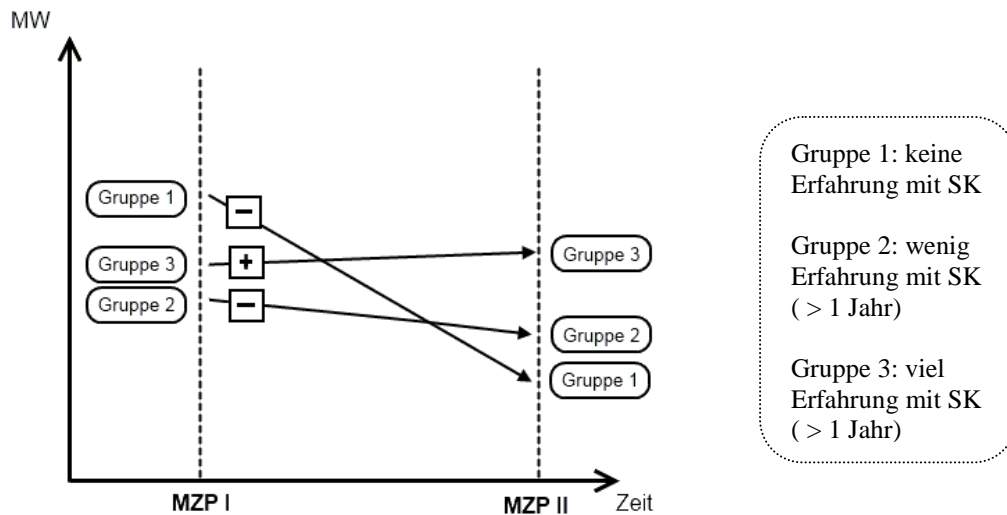 MW
Gruppe 1
−
Gruppe 3
+
Gruppe 2
−
Gruppe 3
Gruppe 2
Gruppe 1
MZP I
MZP II
Zeit
Gruppe 1: keine
Erfahrung mit SK
Gruppe 2: wenig
Erfahrung mit SK
( > 1 Jahr)
Gruppe 3: viel
Erfahrung mit SK
( > 1 Jahr)